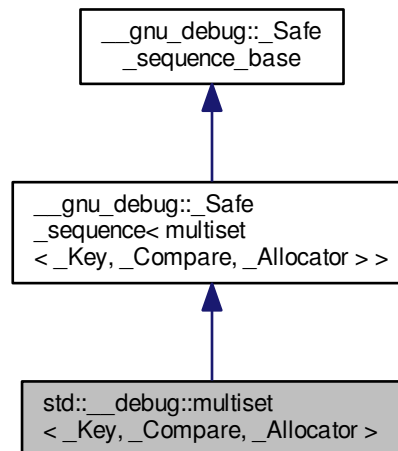 __gnu_debug::_Safe
_sequence_base
__gnu_debug::_Safe
_sequence< multiset
< _Key, _Compare, _Allocator > >
std::__debug::multiset
< _Key, _Compare, _Allocator >